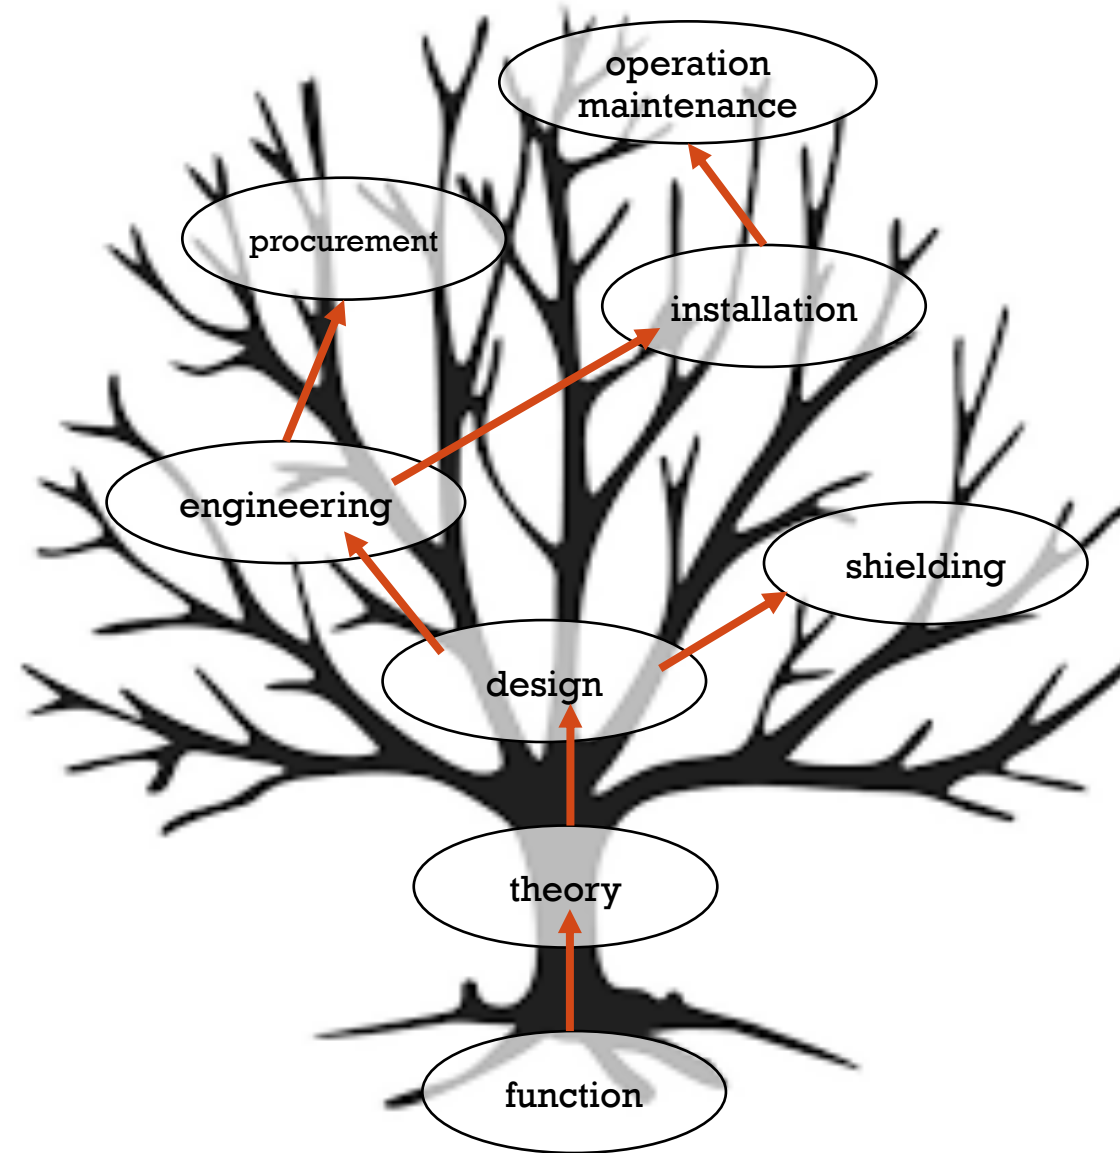 operation
maintenance
procurement
installation
engineering
shielding
design
theory
function